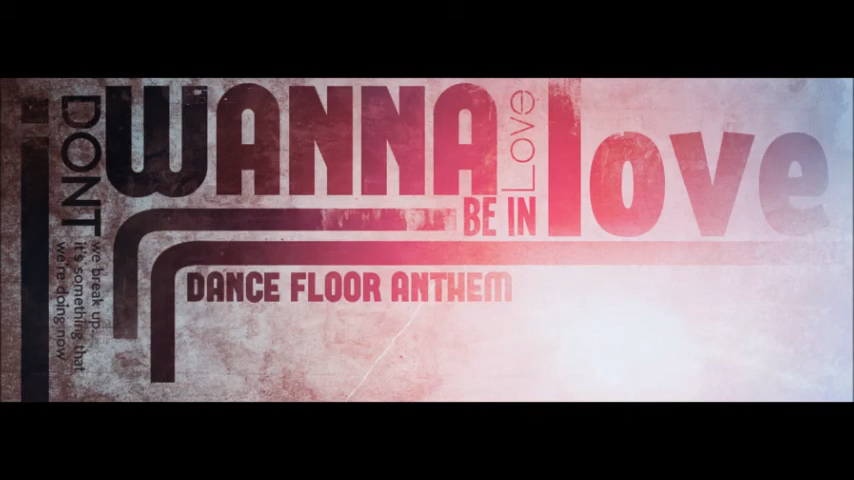 i
DONT
WANNA
BE IN
Love
love
DANCE FLOOR ANTHEM
we break up.
it's something that
we're doing now